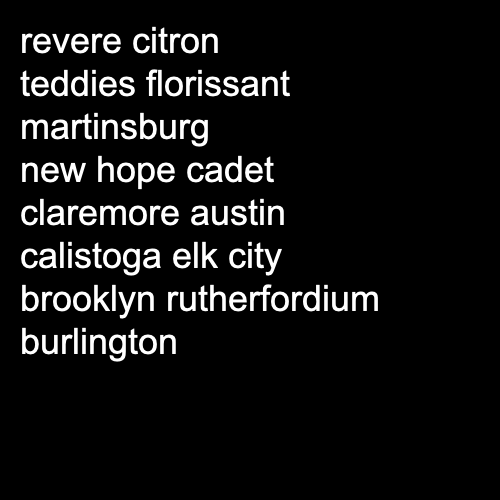 revere citron
teddies florissant
martinsburg
new hope cadet
claremore austin
calistoga elk city
brooklyn rutherfordium
burlington